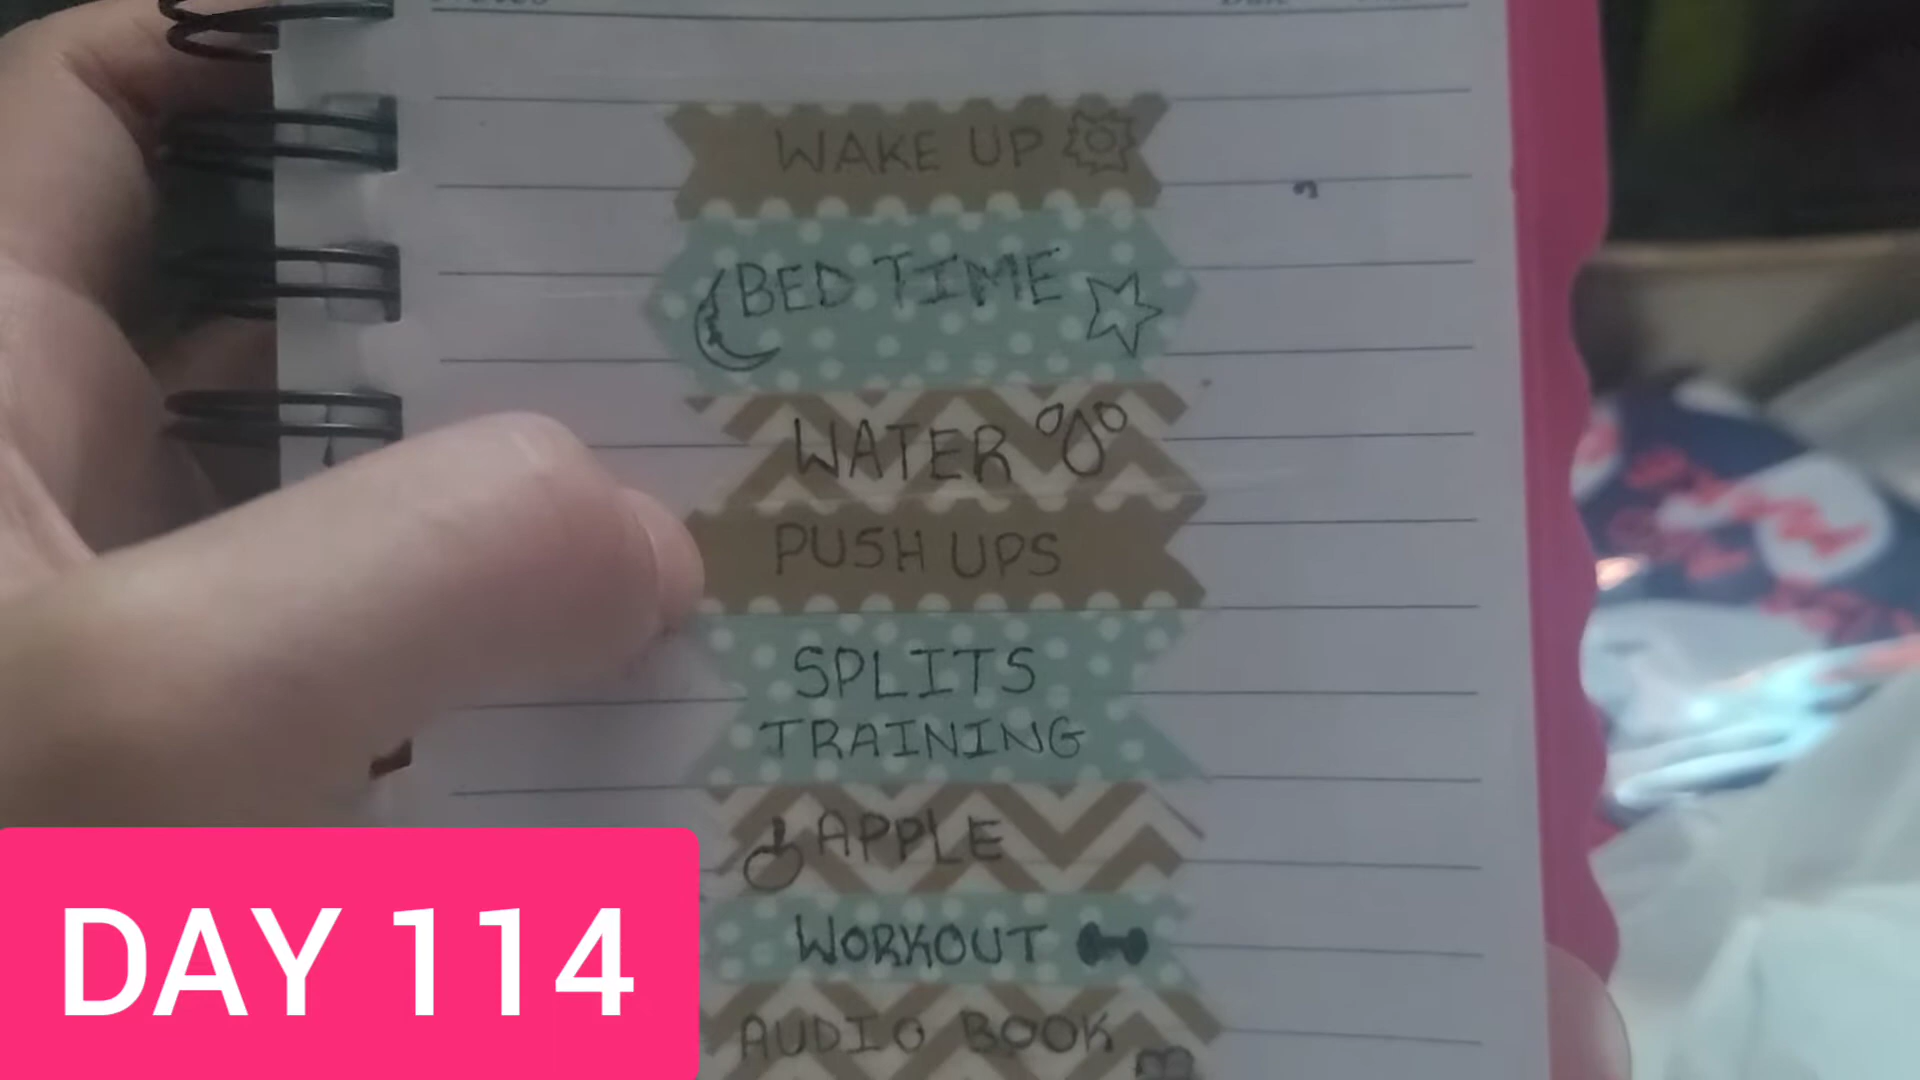 WAKE UP
BED TIME
WATER
PUSH UPS
SPLITS
TRAINING
APPLE
WORKOUT
AUDIO BOOK
DAY 114